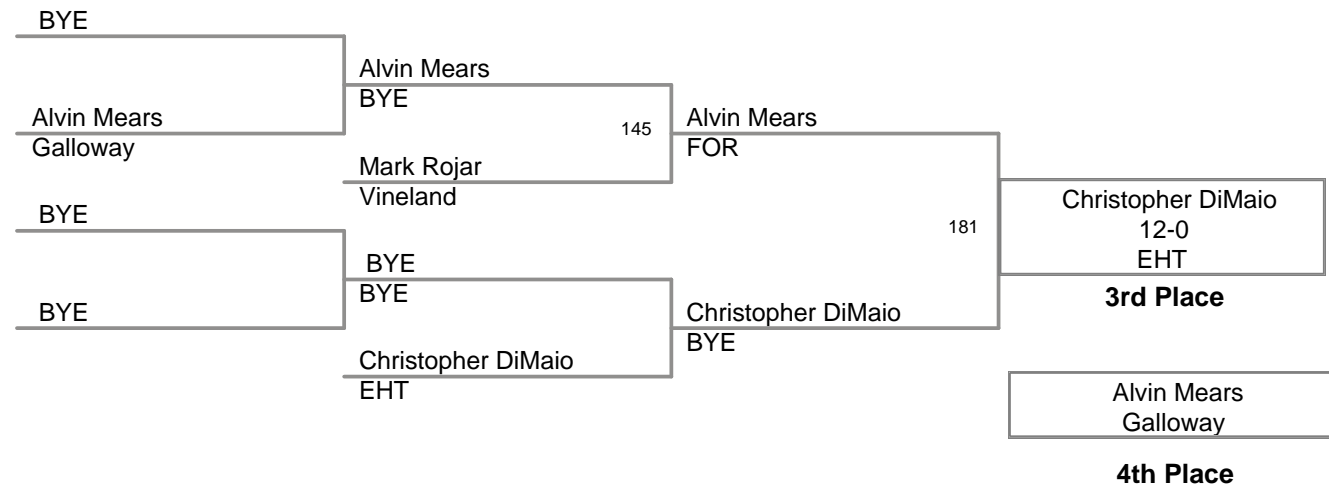 BYE
Alvin Mears
BYE
Alvin Mears
Galloway
145
Alvin Mears
FOR
Mark Rojar
Vineland
BYE
Christopher DiMaio
12-0
EHT
181
3rd Place
BYE
BYE
BYE
Christopher DiMaio
BYE
Christopher DiMaio
EHT
Alvin Mears
Galloway
4th Place